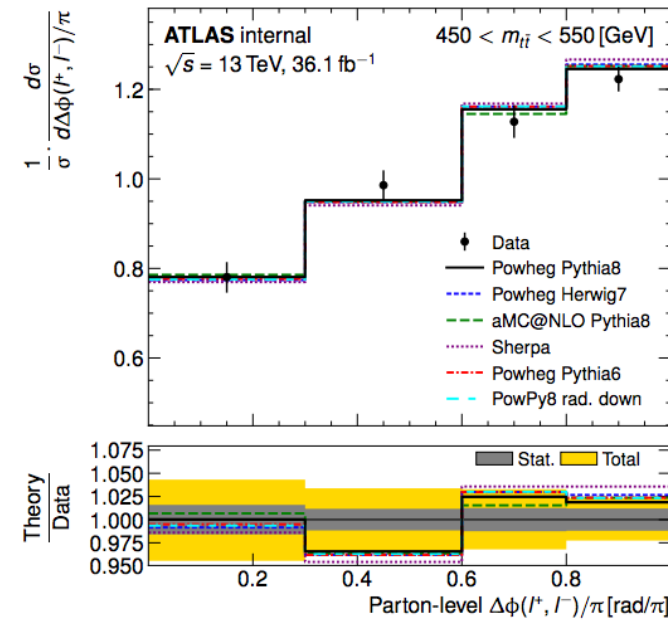 ATLAS internal
450 < m_{tt̄} < 550 [GeV]
√s = 13 TeV, 36.1 fb⁻¹
1/σ · dσ/dΔϕ(l⁺, l⁻)/π
1.2
1.0
0.8
0.6
Data
Powheg Pythia8
Powheg Herwig7
aMC@NLO Pythia8
Sherpa
Powheg Pythia6
PowPy8 rad. down
Theory
Data
1.075
1.050
1.025
1.000
0.975
0.950
Stat.
Total
0.2
0.4
0.6
0.8
Parton-level Δϕ(l⁺, l⁻)/π [rad/π]